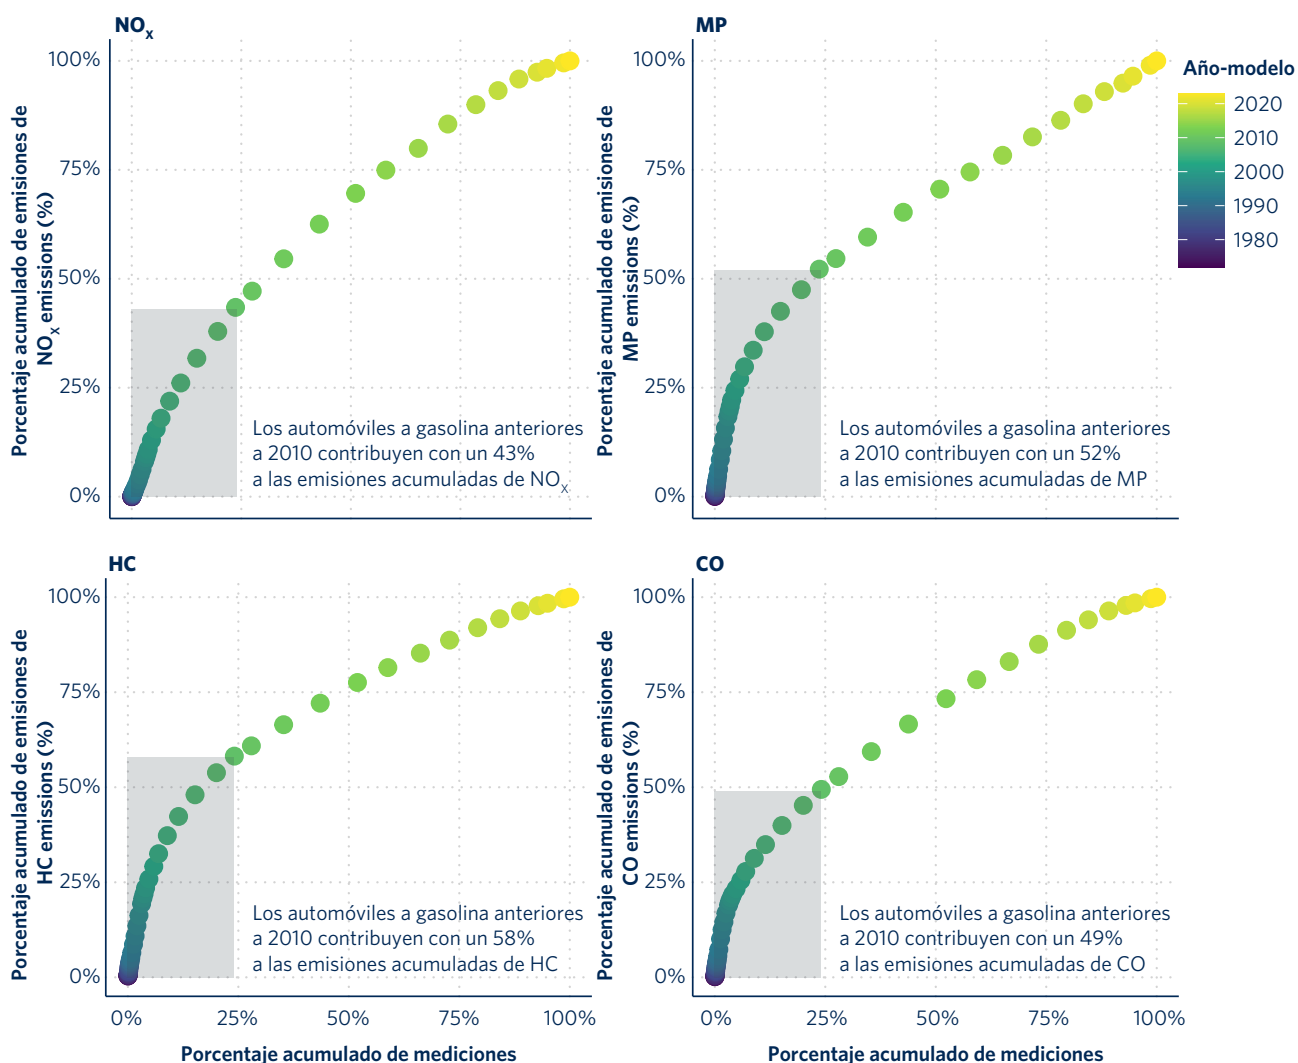 NOx
Porcentaje acumulado de emisiones de
NOx emissions (%)
100%
75%
50%
25%
0%
Los automóviles a gasolina anteriores
a 2010 contribuyen con un 43%
a las emisiones acumuladas de NOx
MP
Porcentaje acumulado de emisiones de
MP emissions (%)
100%
75%
50%
25%
0%
Los automóviles a gasolina anteriores
a 2010 contribuyen con un 52%
a las emisiones acumuladas de MP
Año-modelo
2020
2010
2000
1990
1980
HC
Porcentaje acumulado de emisiones de
HC emissions (%)
100%
75%
50%
25%
0%
Los automóviles a gasolina anteriores
a 2010 contribuyen con un 58%
a las emisiones acumuladas de HC
0% 25% 50% 75% 100%
Porcentaje acumulado de mediciones
CO
Porcentaje acumulado de emisiones de
CO emissions (%)
100%
75%
50%
25%
0%
Los automóviles a gasolina anteriores
a 2010 contribuyen con un 49%
a las emisiones acumuladas de CO
0% 25% 50% 75% 100%
Porcentaje acumulado de mediciones